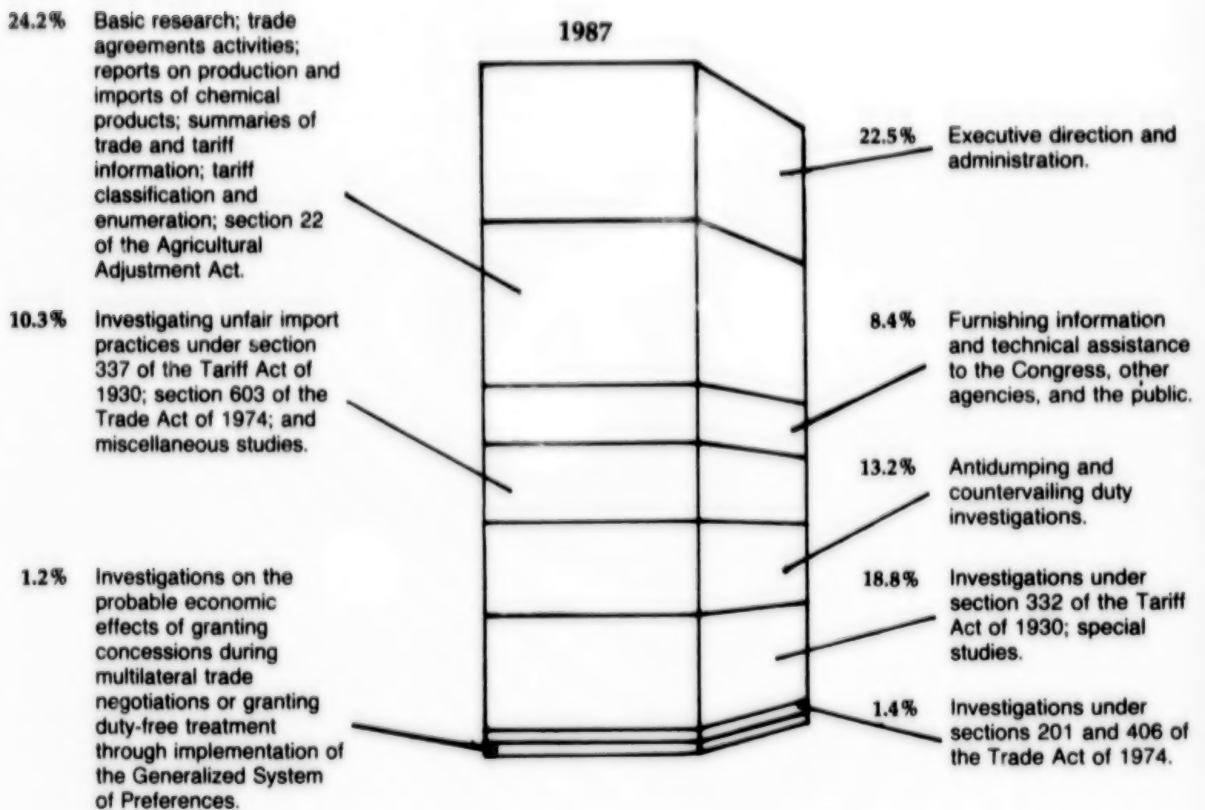 1987
24.2% Basic research; trade
agreements activities;
reports on production and
imports of chemical
products; summaries of
trade and tariff
information; tariff
classification and
enumeration; section 22
of the Agricultural
Adjustment Act.
10.3% Investigating unfair import
practices under section
337 of the Tariff Act of
1930; section 603 of the
Trade Act of 1974; and
miscellaneous studies.
1.2% Investigations on the
probable economic
effects of granting
concessions during
multilateral trade
negotiations or granting
duty-free treatment
through implementation of
the Generalized System
of Preferences.
22.5% Executive direction and
administration.
8.4% Furnishing information
and technical assistance
to the Congress, other
agencies, and the public.
13.2% Antidumping and
countervailing duty
investigations.
18.8% Investigations under
section 332 of the Tariff
Act of 1930; special
studies.
1.4% Investigations under
sections 201 and 406 of
the Trade Act of 1974.